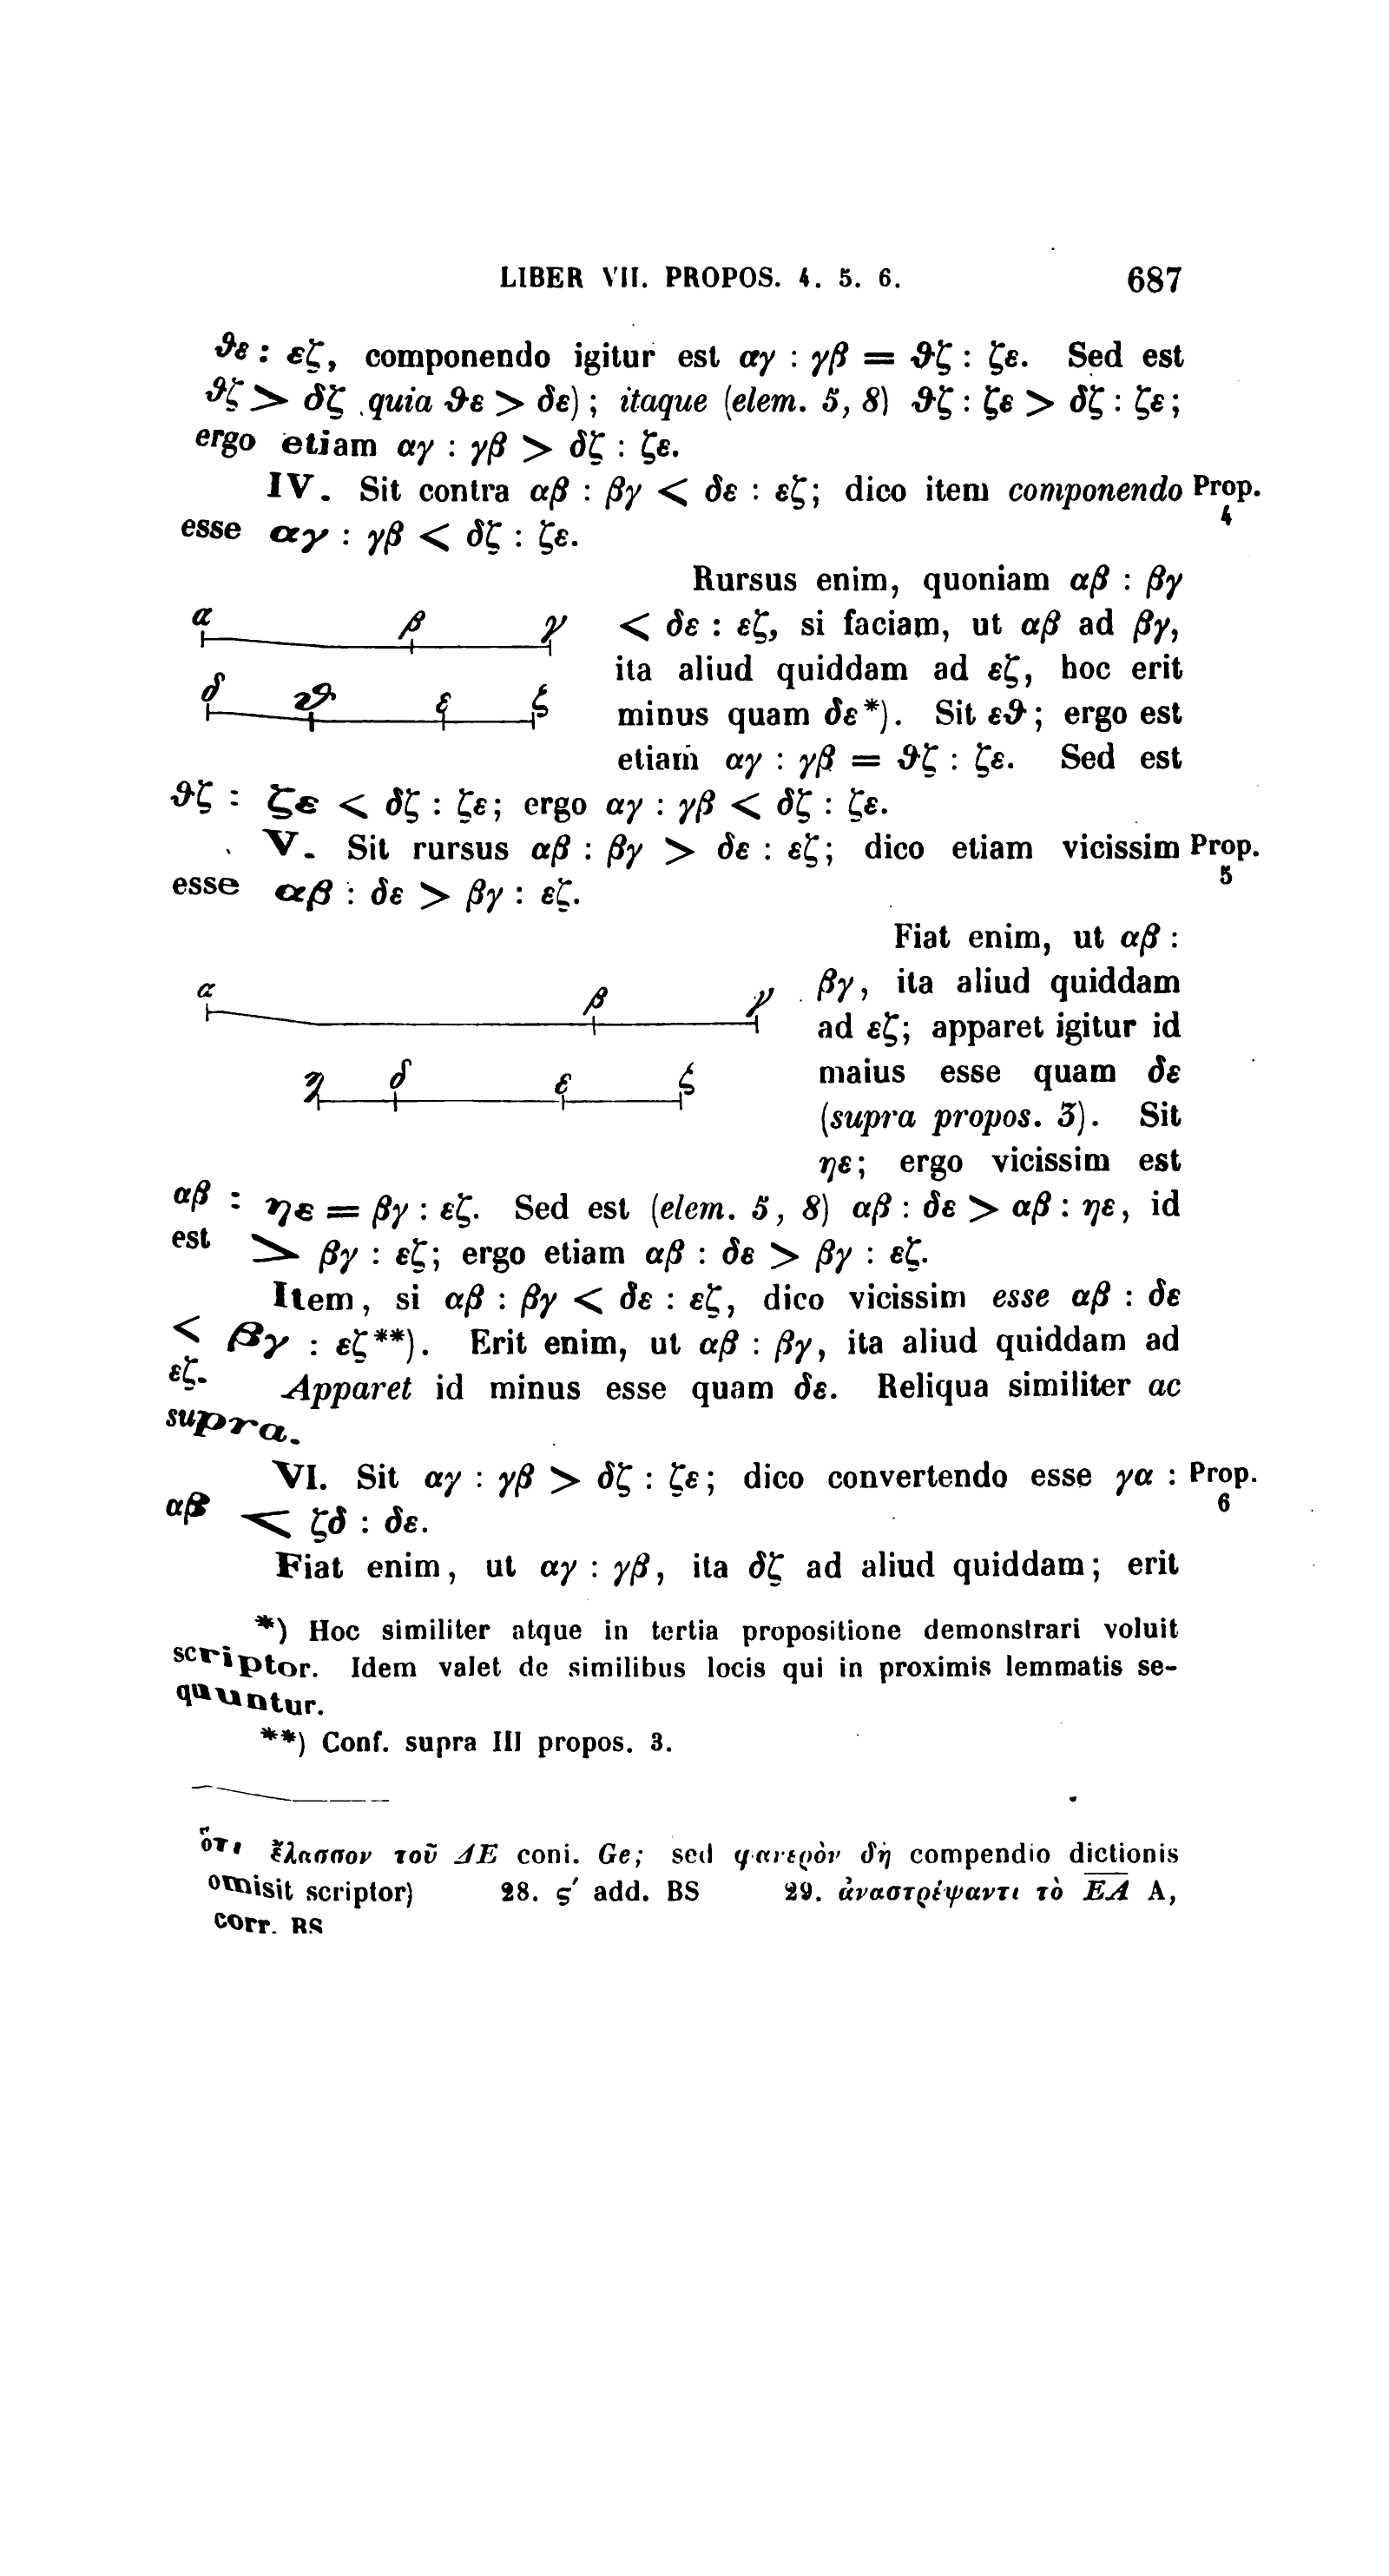 LIBER VII. PROPOS. 4. 5. 6. 687
ϑε : εζ, componendo igitur est αγ : γβ = ϑζ : ζε. Sed est
ϑζ > δζ quia ϑε > δε) ; itaque (elem. 5, 8) ϑζ : ζε > δζ : ζε;
ergo etiam αγ : γβ > δζ : ζε.
IV. Sit contra αβ : βγ < δε : εζ; dico item componendo Prop. 4
esse αγ : γβ < δζ : ζε.
Rursus enim, quoniam αβ : βγ
< δε : εζ, si faciam, ut αβ ad βγ,
ita aliud quiddam ad εζ, hoc erit
minus quam δε*). Sit εϑ; ergo est
etiam αγ : γβ = ϑζ : ζε. Sed est
α β γ
δ ϑ ε ζ
ϑζ : ζε < δζ : ζε; ergo αγ : γβ < δζ : ζε.
V. Sit rursus αβ : βγ > δε : εζ; dico etiam vicissim Prop. 5
esse αβ : δε > βγ : εζ.
Fiat enim, ut αβ :
βγ, ita aliud quiddam
ad εζ; apparet igitur id
maius esse quam δε
(supra propos. 3). Sit
ηε; ergo vicissim est
α β γ
η δ ε ζ
αβ : ηε = βγ : εζ. Sed est (elem. 5, 8) αβ : δε > αβ : ηε, id
est > βγ : εζ; ergo etiam αβ : δε > βγ : εζ.
Item, si αβ : βγ < δε : εζ, dico vicissim esse αβ : δε
< βγ : εζ**). Erit enim, ut αβ : βγ, ita aliud quiddam ad
εζ. Apparet id minus esse quam δε. Reliqua similiter ac
supra.
VI. Sit αγ : γβ > δζ : ζε; dico convertendo esse γα : Prop. 6
αβ < ζδ : δε.
Fiat enim, ut αγ : γβ, ita δζ ad aliud quiddam; erit
*) Hoc similiter atque in tertia propositione demonstrari voluit
scriptor. Idem valet de similibus locis qui in proximis lemmatis se-
quuntur.
**) Conf. supra III propos. 3.
ὅτι ἔλασσον τοῦ ΔΕ coni. Ge; sed φανερὸν δὴ compendio dictionis
omisit scriptor) 28. ϛ′ add. BS 29. ἀναστρέψαντι τὸ Ε̅Α̅ A,
corr. BS